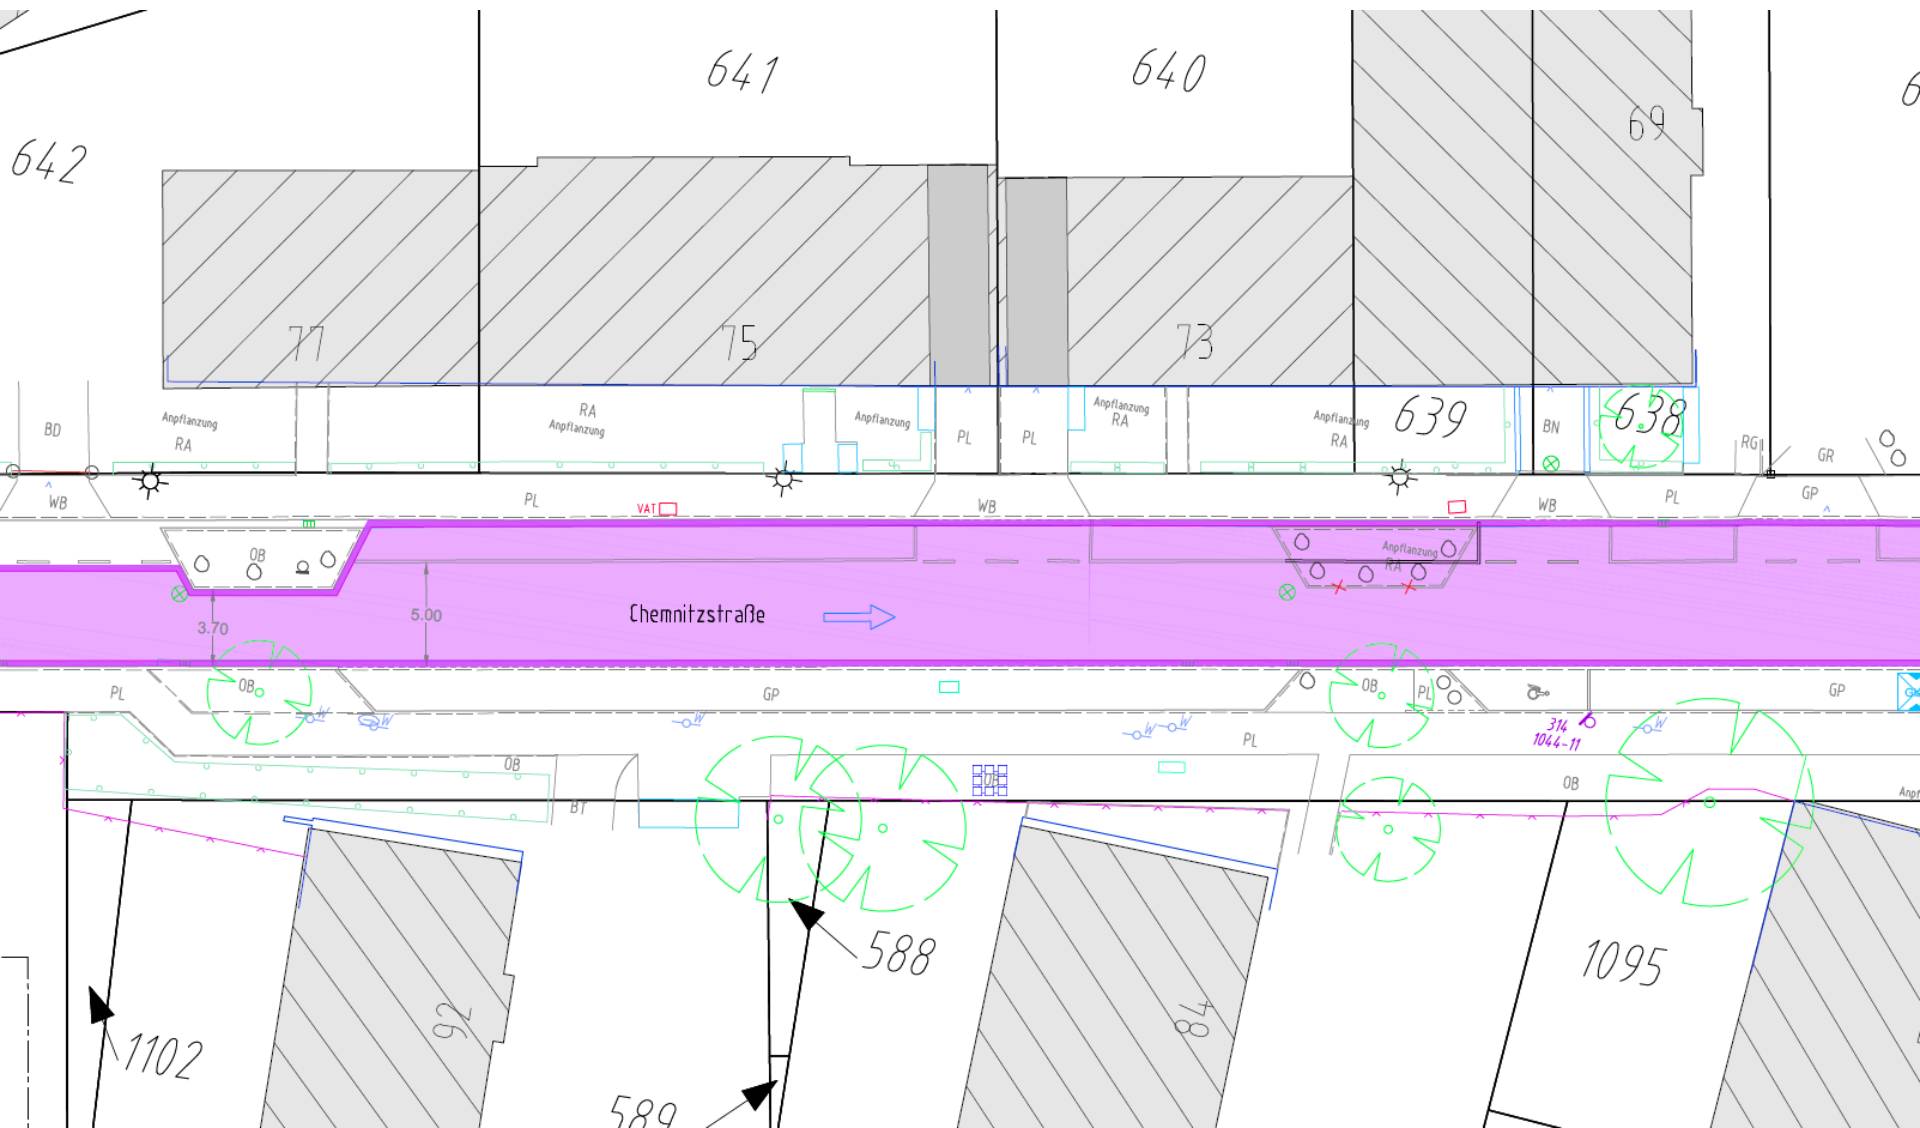 641
640
69
6
642
77
75
73
BD
Anpflanzung
RA
RA
Anpflanzung
Anpflanzung
PL
PL
Anpflanzung
RA
Anpflanzung
RA
639
BN
638
RG
GR
WB
PL
VAT
WB
WB
PL
GP
OB
Anpflanzung
RA
3.70
5.00
Chemnitzstraße
PL
OB
GP
OB
PL
GP
W
W
W
W
W
W
314
1044-11
PL
OB
OB
OB
BT
Anpf
588
92
84
1095
1102
589